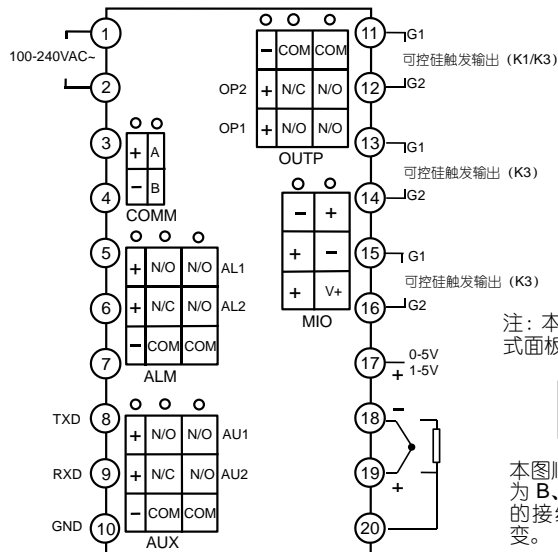 1
100-240VAC~
2
3
+ A
4
- B
COMM
5
+ N/O N/O AL1
6
+ N/C N/O AL2
7
- COM COM
ALM
TXD 8
+ N/O N/O AU1
RXD 9
+ N/C N/O AU2
GND 10
- COM COM
AUX
- COM COM
OP2 + N/C N/O
OP1 + N/O N/O
OUTP
- +
+ -
+ V+
MIO
11 G1
可控硅触发输出 (K1/K3)
12 G2
13 G1
可控硅触发输出 (K3)
14 G2
15 G1
可控硅触发输出 (K3)
16 G2
17 0-5V
+ 1-5V
18 -
19 +
20
注：本
式面板
本图
为 B、
的接
变。